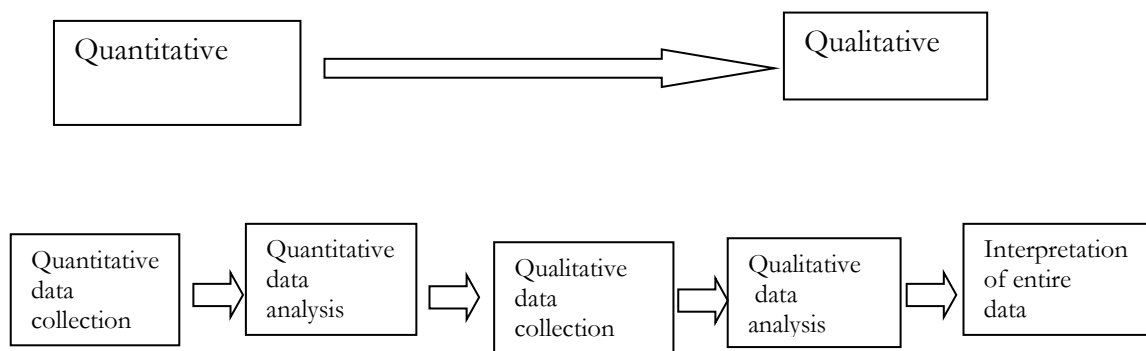 Quantitative
Qualitative
Quantitative
data
collection
Quantitative
data
analysis
Qualitative
data
collection
Qualitative
data
analysis
Interpretation
of entire
data